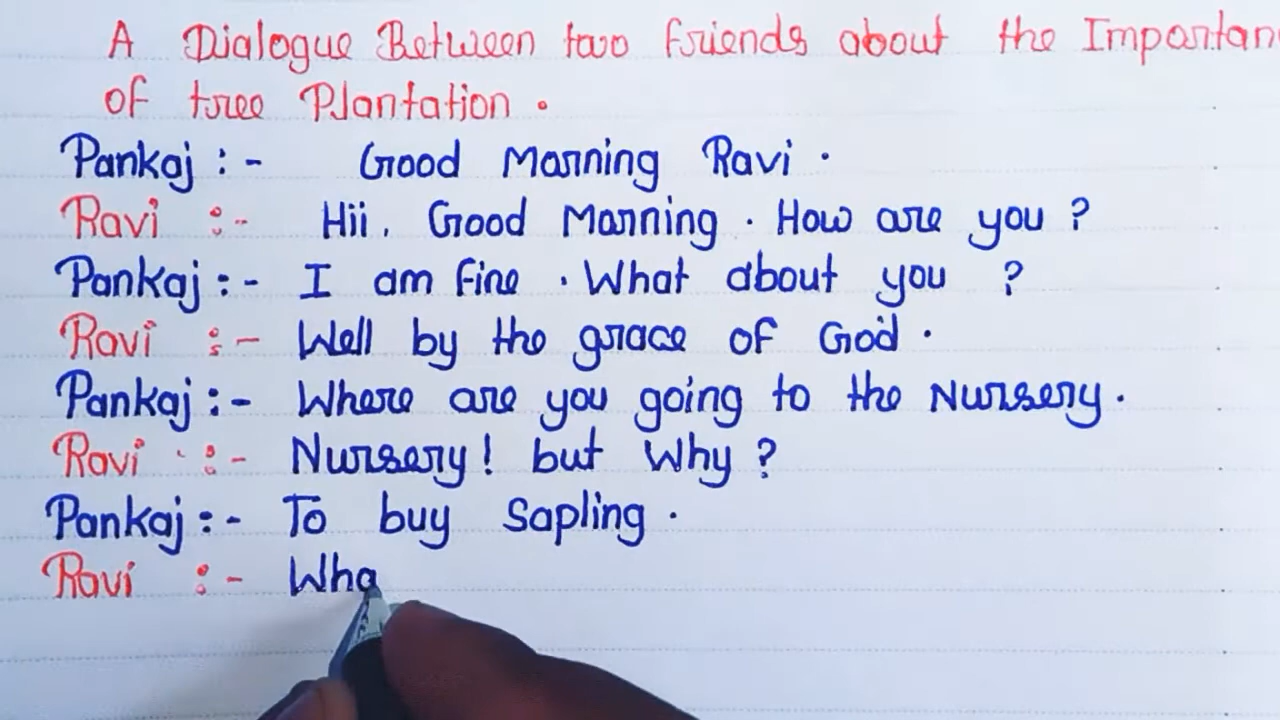 A Dialogue Between two friends about the Importan
of tree Plantation.
Pankaj :- Good Morning Ravi.
Ravi :- Hii. Good Morning. How are you?
Pankaj :- I am fine. What about you?
Ravi :- Well by the grace of God.
Pankaj :- Where are you going to the Nursery.
Ravi :- Nursery! but Why?
Pankaj :- To buy Sapling.
Ravi :- Wha